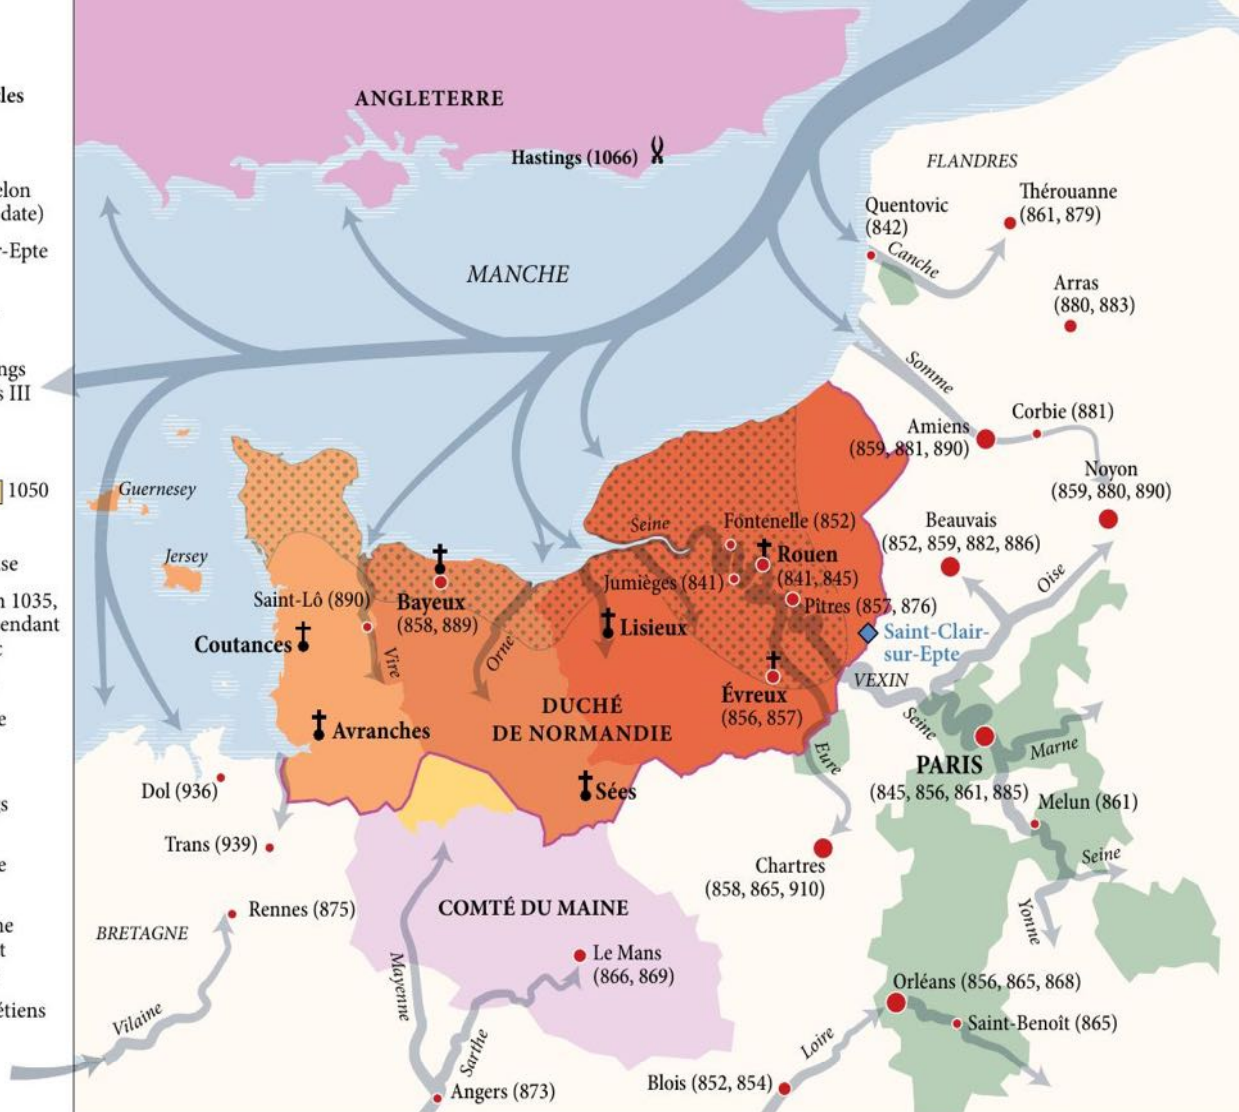 les
ANGLETERRE
Hastings (1066)
FLANDRES
elon
date)
r-Epte
Thérouanne
(861, 879)
Quentovic
(842)
Canche
MANCHE
Arras
(880, 883)
ngs
s III
Somme
Corbie (881)
Amiens
(859, 881, 890)
Noyon
(859, 880, 890)
1050
Guernesey
Seine
Fontenelle (852)
Beauvais
(852, 859, 882, 886)
Jersey
Rouen
(841, 845)
Jumièges (841)
Oise
se
n 1035,
endant
Saint-Lô (890)
Bayeux
(858, 889)
Pîtres (857, 876)
Coutances
Lisieux
Saint-Clair-
sur-Epte
Vire
Orne
VEXIN
Évreux
(856, 857)
DUCHÉ
DE NORMANDIE
Avranches
Seine
Eure
Marne
PARIS
(845, 856, 861, 885)
Dol (936)
Sées
Melun (861)
Trans (939)
Chartres
(858, 865, 910)
Seine
Rennes (875)
COMTÉ DU MAINE
Yonne
BRETAGNE
ne
Le Mans
(866, 869)
Mayenne
Orléans (856, 865, 868)
étiens
Vilaine
Saint-Benoît (865)
Sarthe
Loire
Angers (873)
Blois (852, 854)